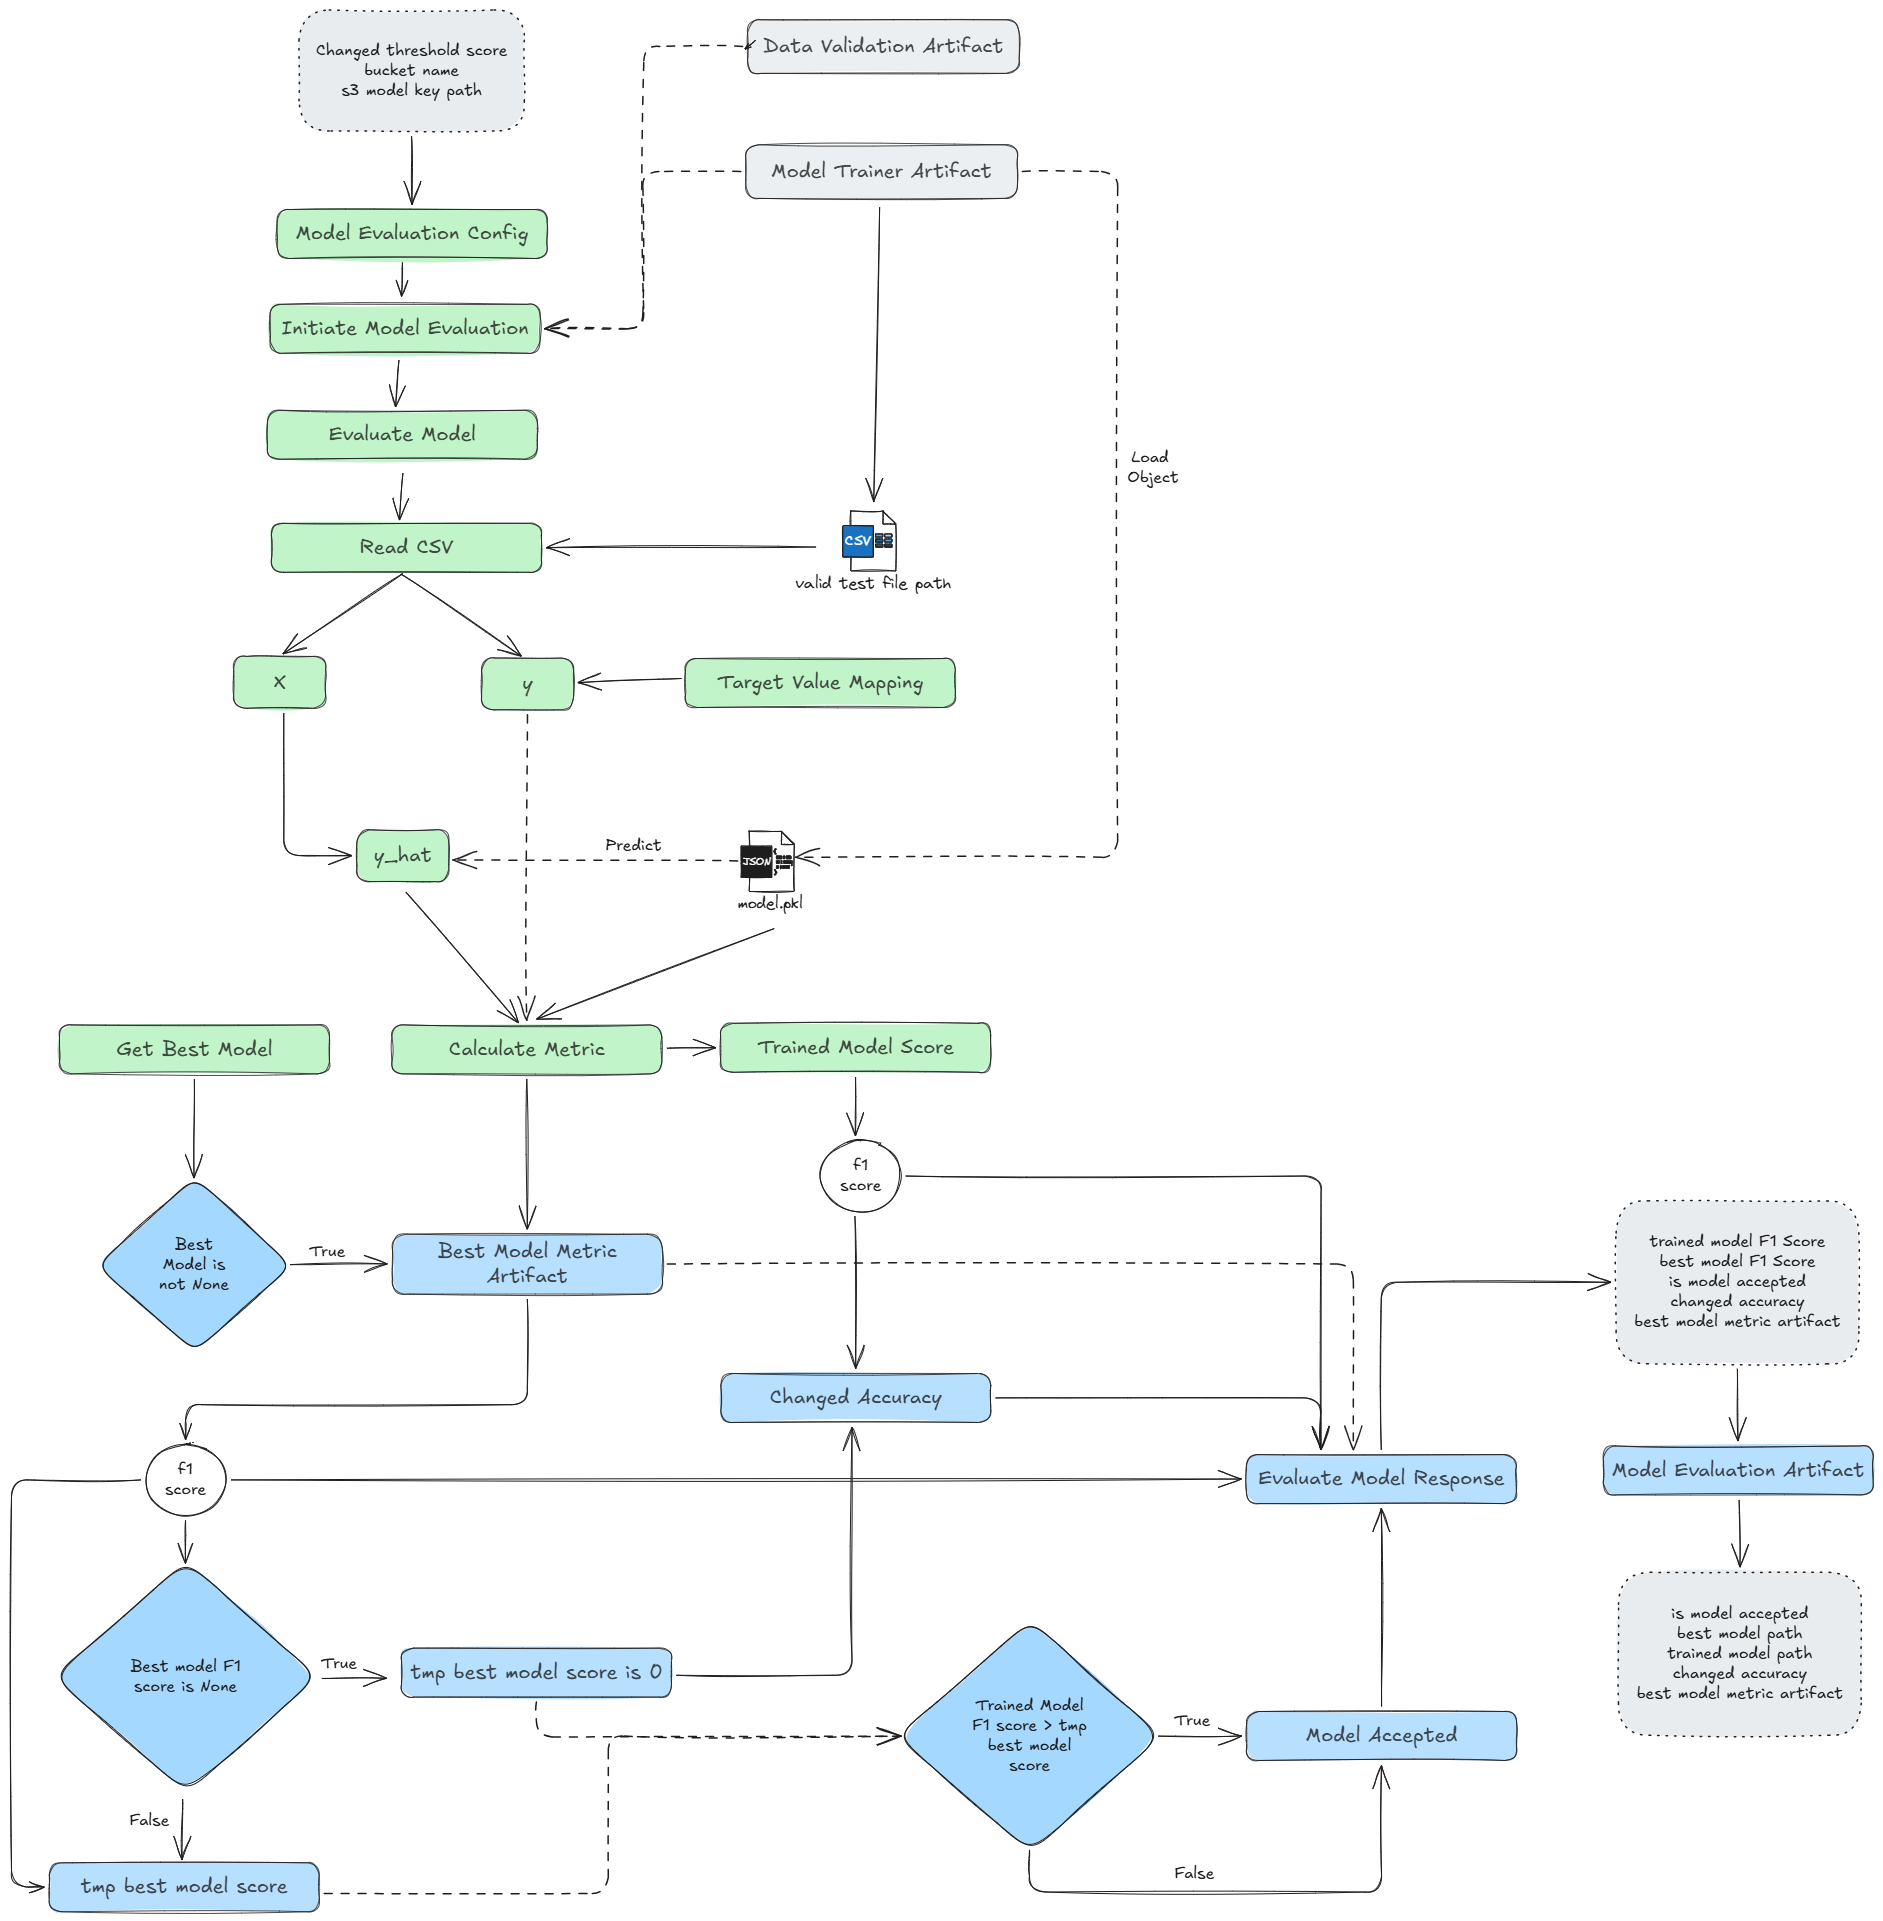 Changed threshold score
bucket name
s3 model key path
Data Validation Artifact
Model Trainer Artifact
Model Evaluation Config
Initiate Model Evaluation
Evaluate Model
Load
Object
Read CSV
CSV
valid test file path
X
y
Target Value Mapping
y_hat
Predict
JSON
model.pkl
Get Best Model
Calculate Metric
Trained Model Score
f1
score
Best
Model is
not None
True
Best Model Metric
Artifact
trained model F1 Score
best model F1 Score
is model accepted
changed accuracy
best model metric artifact
Changed Accuracy
f1
score
Evaluate Model Response
Model Evaluation Artifact
Best model F1
score is None
True
tmp best model score is 0
Trained Model
F1 score > tmp
best model
score
True
Model Accepted
is model accepted
best model path
trained model path
changed accuracy
best model metric artifact
False
tmp best model score
False